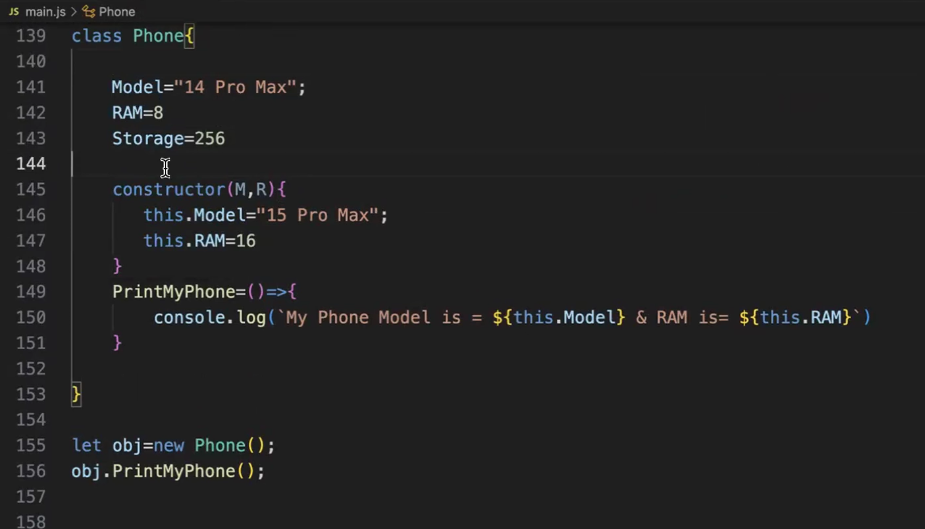 JS main.js > Phone
139 class Phone{
140
141 Model="14 Pro Max";
142 RAM=8
143 Storage=256
144
145 constructor(M,R){
146 this.Model="15 Pro Max";
147 this.RAM=16
148 }
149 PrintMyPhone=()=>{
150 console.log(`My Phone Model is = ${this.Model} & RAM is= ${this.RAM}`)
151 }
152
153 }
154
155 let obj=new Phone();
156 obj.PrintMyPhone();
157
158